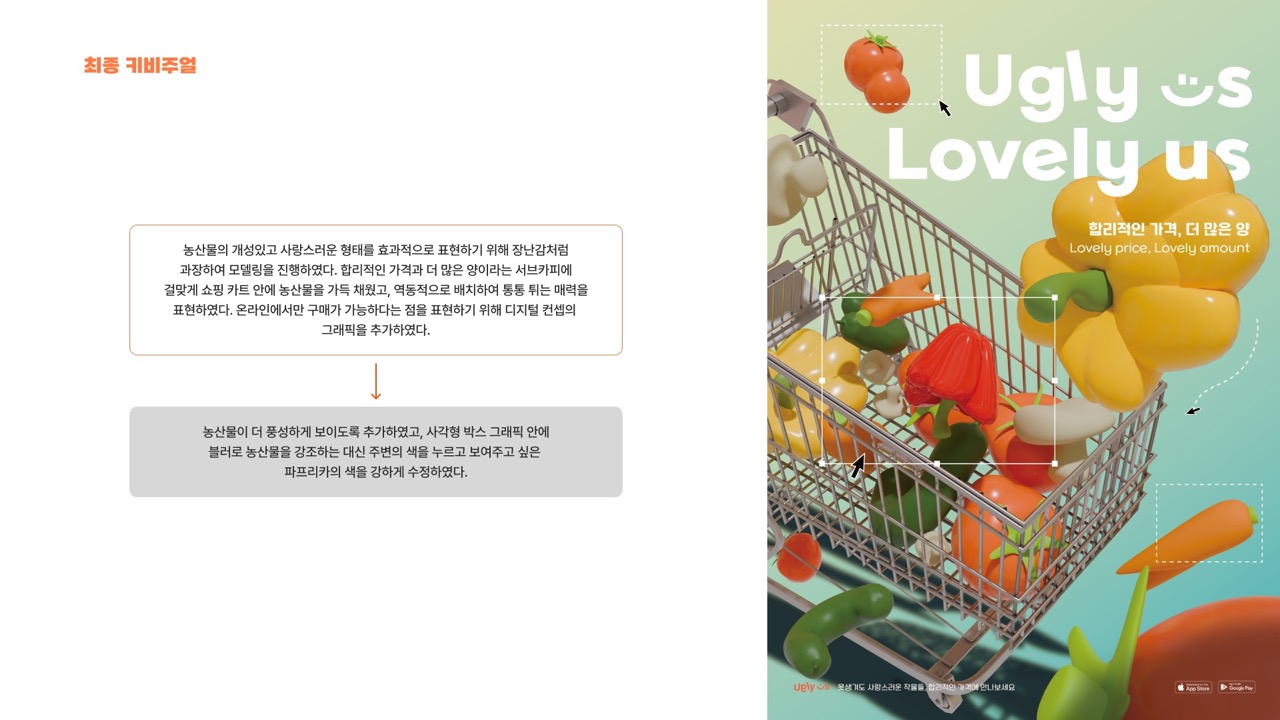 최종 키비주얼
농산물의 개성있고 사랑스러운 형태를 효과적으로 표현하기 위해 장난감처럼
과장하여 모델링을 진행하였다. 합리적인 가격과 더 많은 양이라는 서브카피에
걸맞게 쇼핑 카트 안에 농산물을 가득 채웠고, 역동적으로 배치하여 통통 튀는 매력을
표현하였다. 온라인에서만 구매가 가능하다는 점을 표현하기 위해 디지털 컨셉의
그래픽을 추가하였다.
농산물이 더 풍성하게 보이도록 추가하였고, 사각형 박스 그래픽 안에
블러로 농산물을 강조하는 대신 주변의 색을 누르고 보여주고 싶은
파프리카의 색을 강하게 수정하였다.
Ugly us
Lovely us
합리적인 가격, 더 많은 양
Lovely price, Lovely amount
Ugly us 못생겨도 사랑스러운 작물들, 합리적인 가격에 만나보세요
App Store
Google Play